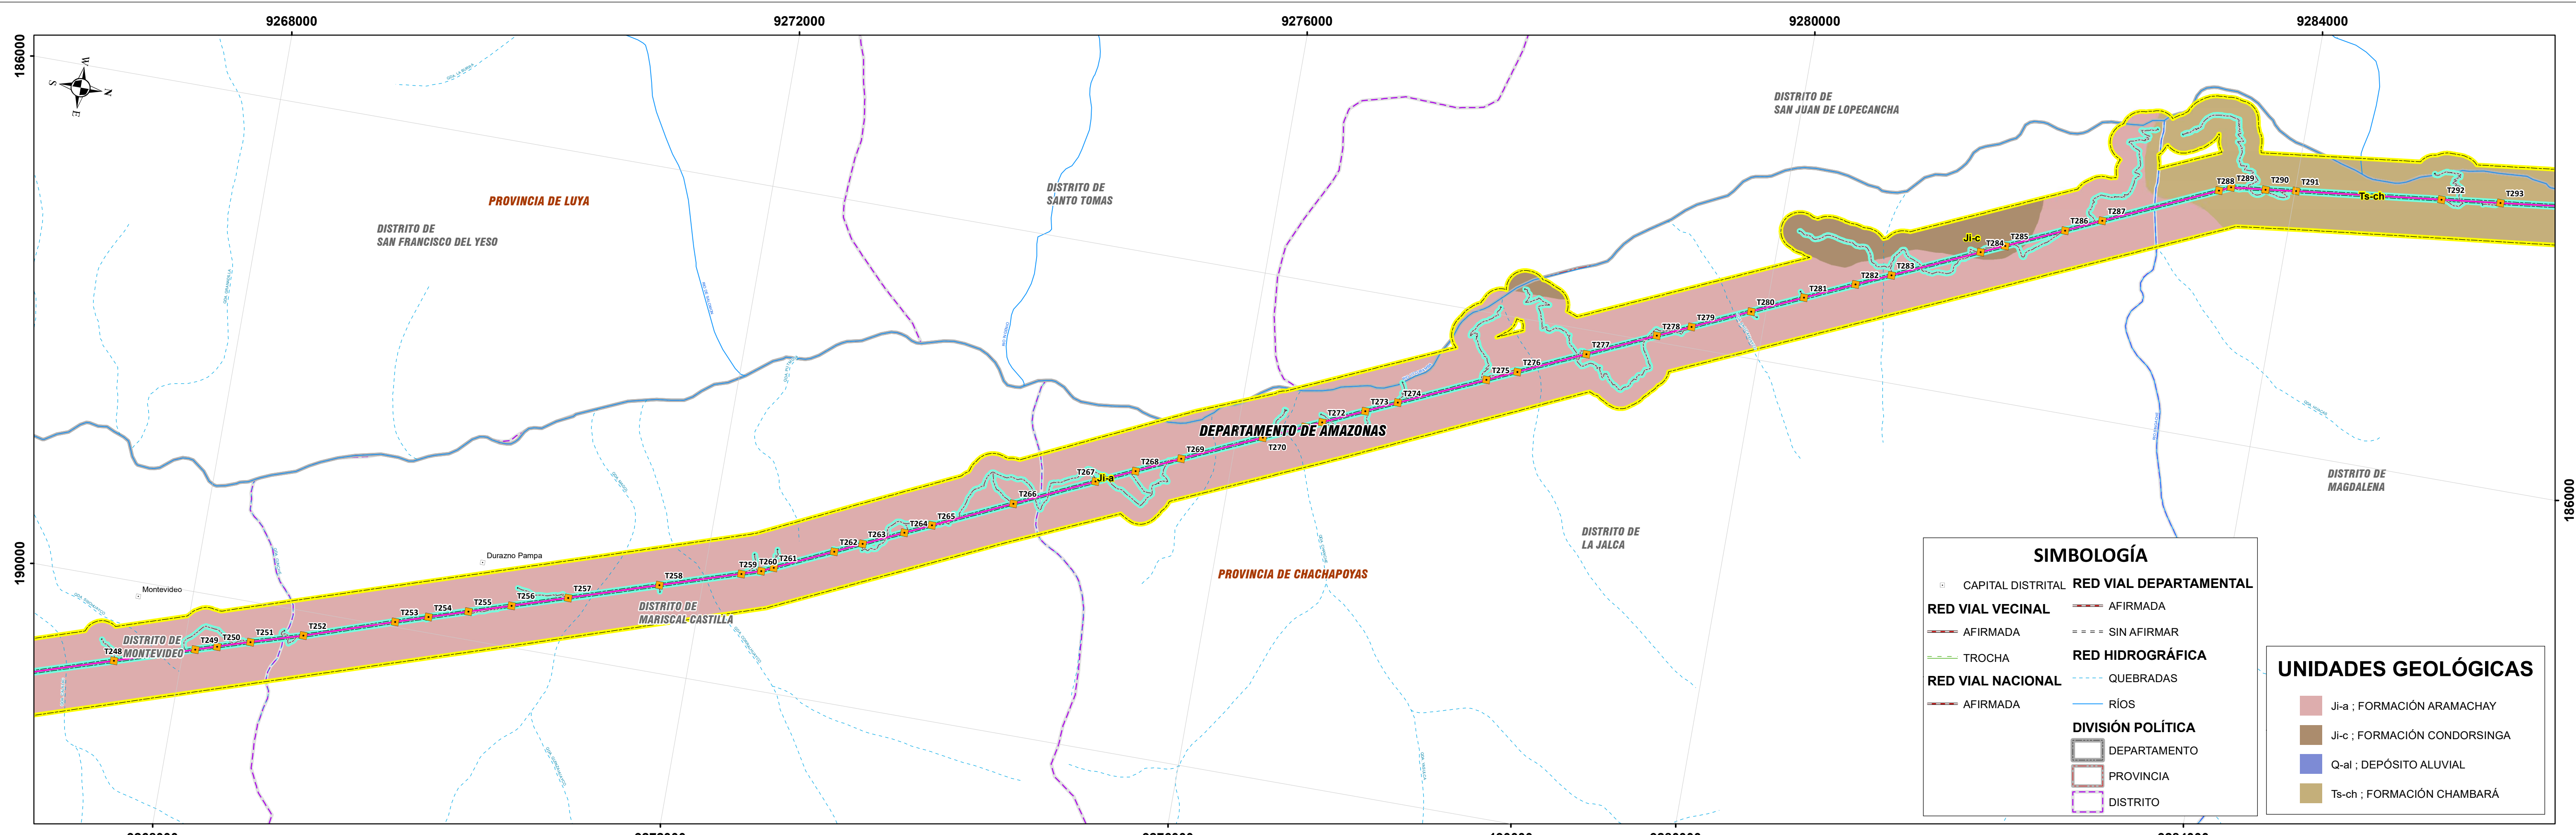 9268000
9272000
9276000
9280000
9284000
186000
190000
186000
W
S
N
E
DISTRITO DE
SAN JUAN DE LOPECANCHA
DISTRITO DE
SANTO TOMAS
PROVINCIA DE LUYA
DISTRITO DE
SAN FRANCISCO DEL YESO
T288
T289
T290
T291
T292
T293
Ts-ch
T287
T286
T285
T284
Ji-c
T283
T282
T281
T280
T279
T278
T277
T276
T275
T274
T273
T272
DEPARTAMENTO DE AMAZONAS
T270
T269
T268
T267
Ji-a
T266
T265
T264
T263
T262
T261
T260
T259
T258
T257
T256
T255
T254
T253
T252
T251
T250
T249
T248
Durazno Pampa
Montevideo
DISTRITO DE
MONTEVIDEO
DISTRITO DE
MARISCAL CASTILLA
PROVINCIA DE CHACHAPOYAS
DISTRITO DE
LA JALCA
DISTRITO DE
MAGDALENA
SIMBOLOGÍA
CAPITAL DISTRITAL
RED VIAL VECINAL
AFIRMADA
TROCHA
RED VIAL NACIONAL
AFIRMADA
RED VIAL DEPARTAMENTAL
AFIRMADA
SIN AFIRMAR
RED HIDROGRÁFICA
QUEBRADAS
RÍOS
DIVISIÓN POLÍTICA
DEPARTAMENTO
PROVINCIA
DISTRITO
UNIDADES GEOLÓGICAS
Ji-a ; FORMACIÓN ARAMACHAY
Ji-c ; FORMACIÓN CONDORSINGA
Q-al ; DEPÓSITO ALUVIAL
Ts-ch ; FORMACIÓN CHAMBARÁ